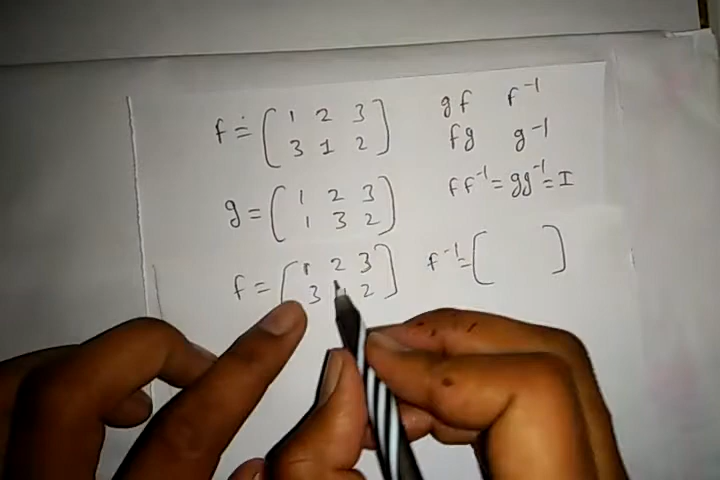 f = ( 1 2 3 gf f⁻¹
3 1 2 ) fg g⁻¹
g = ( 1 2 3 ff⁻¹ = gg⁻¹ = I
1 3 2 )
f = ( 1 2 3 f⁻¹ = ( )
3 1 2 )